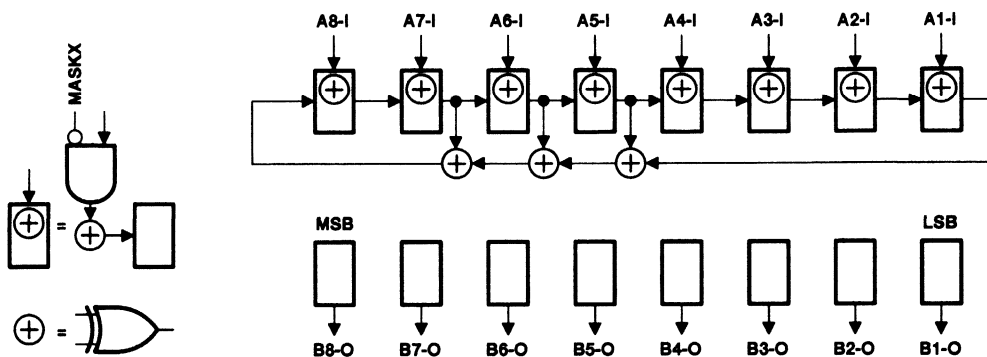 A8-I A7-I A6-I A5-I A4-I A3-I A2-I A1-I
MASKX
=
=
MSB LSB
B8-O B7-O B6-O B5-O B4-O B3-O B2-O B1-O